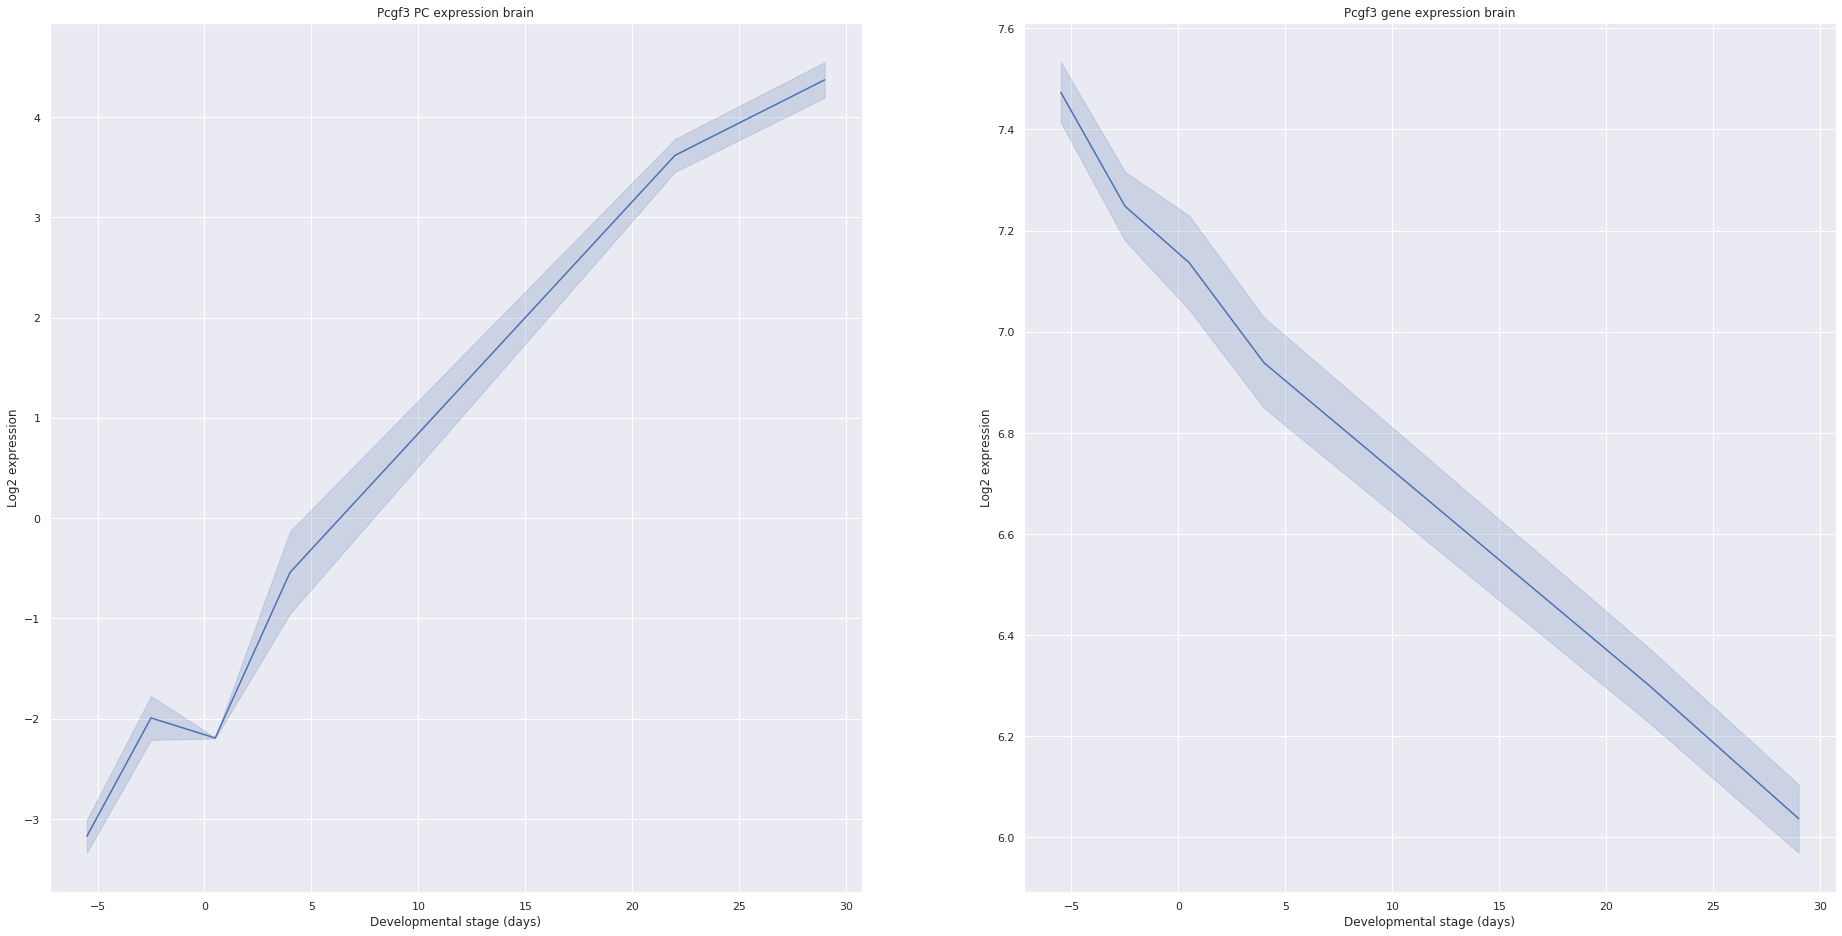 Pcgf3 PC expression brain
Log2 expression
4
3
2
1
0
−1
−2
−3
−5 0 5 10 15 20 25 30
Developmental stage (days)
Pcgf3 gene expression brain
Log2 expression
7.6
7.4
7.2
7.0
6.8
6.6
6.4
6.2
6.0
−5 0 5 10 15 20 25 30
Developmental stage (days)